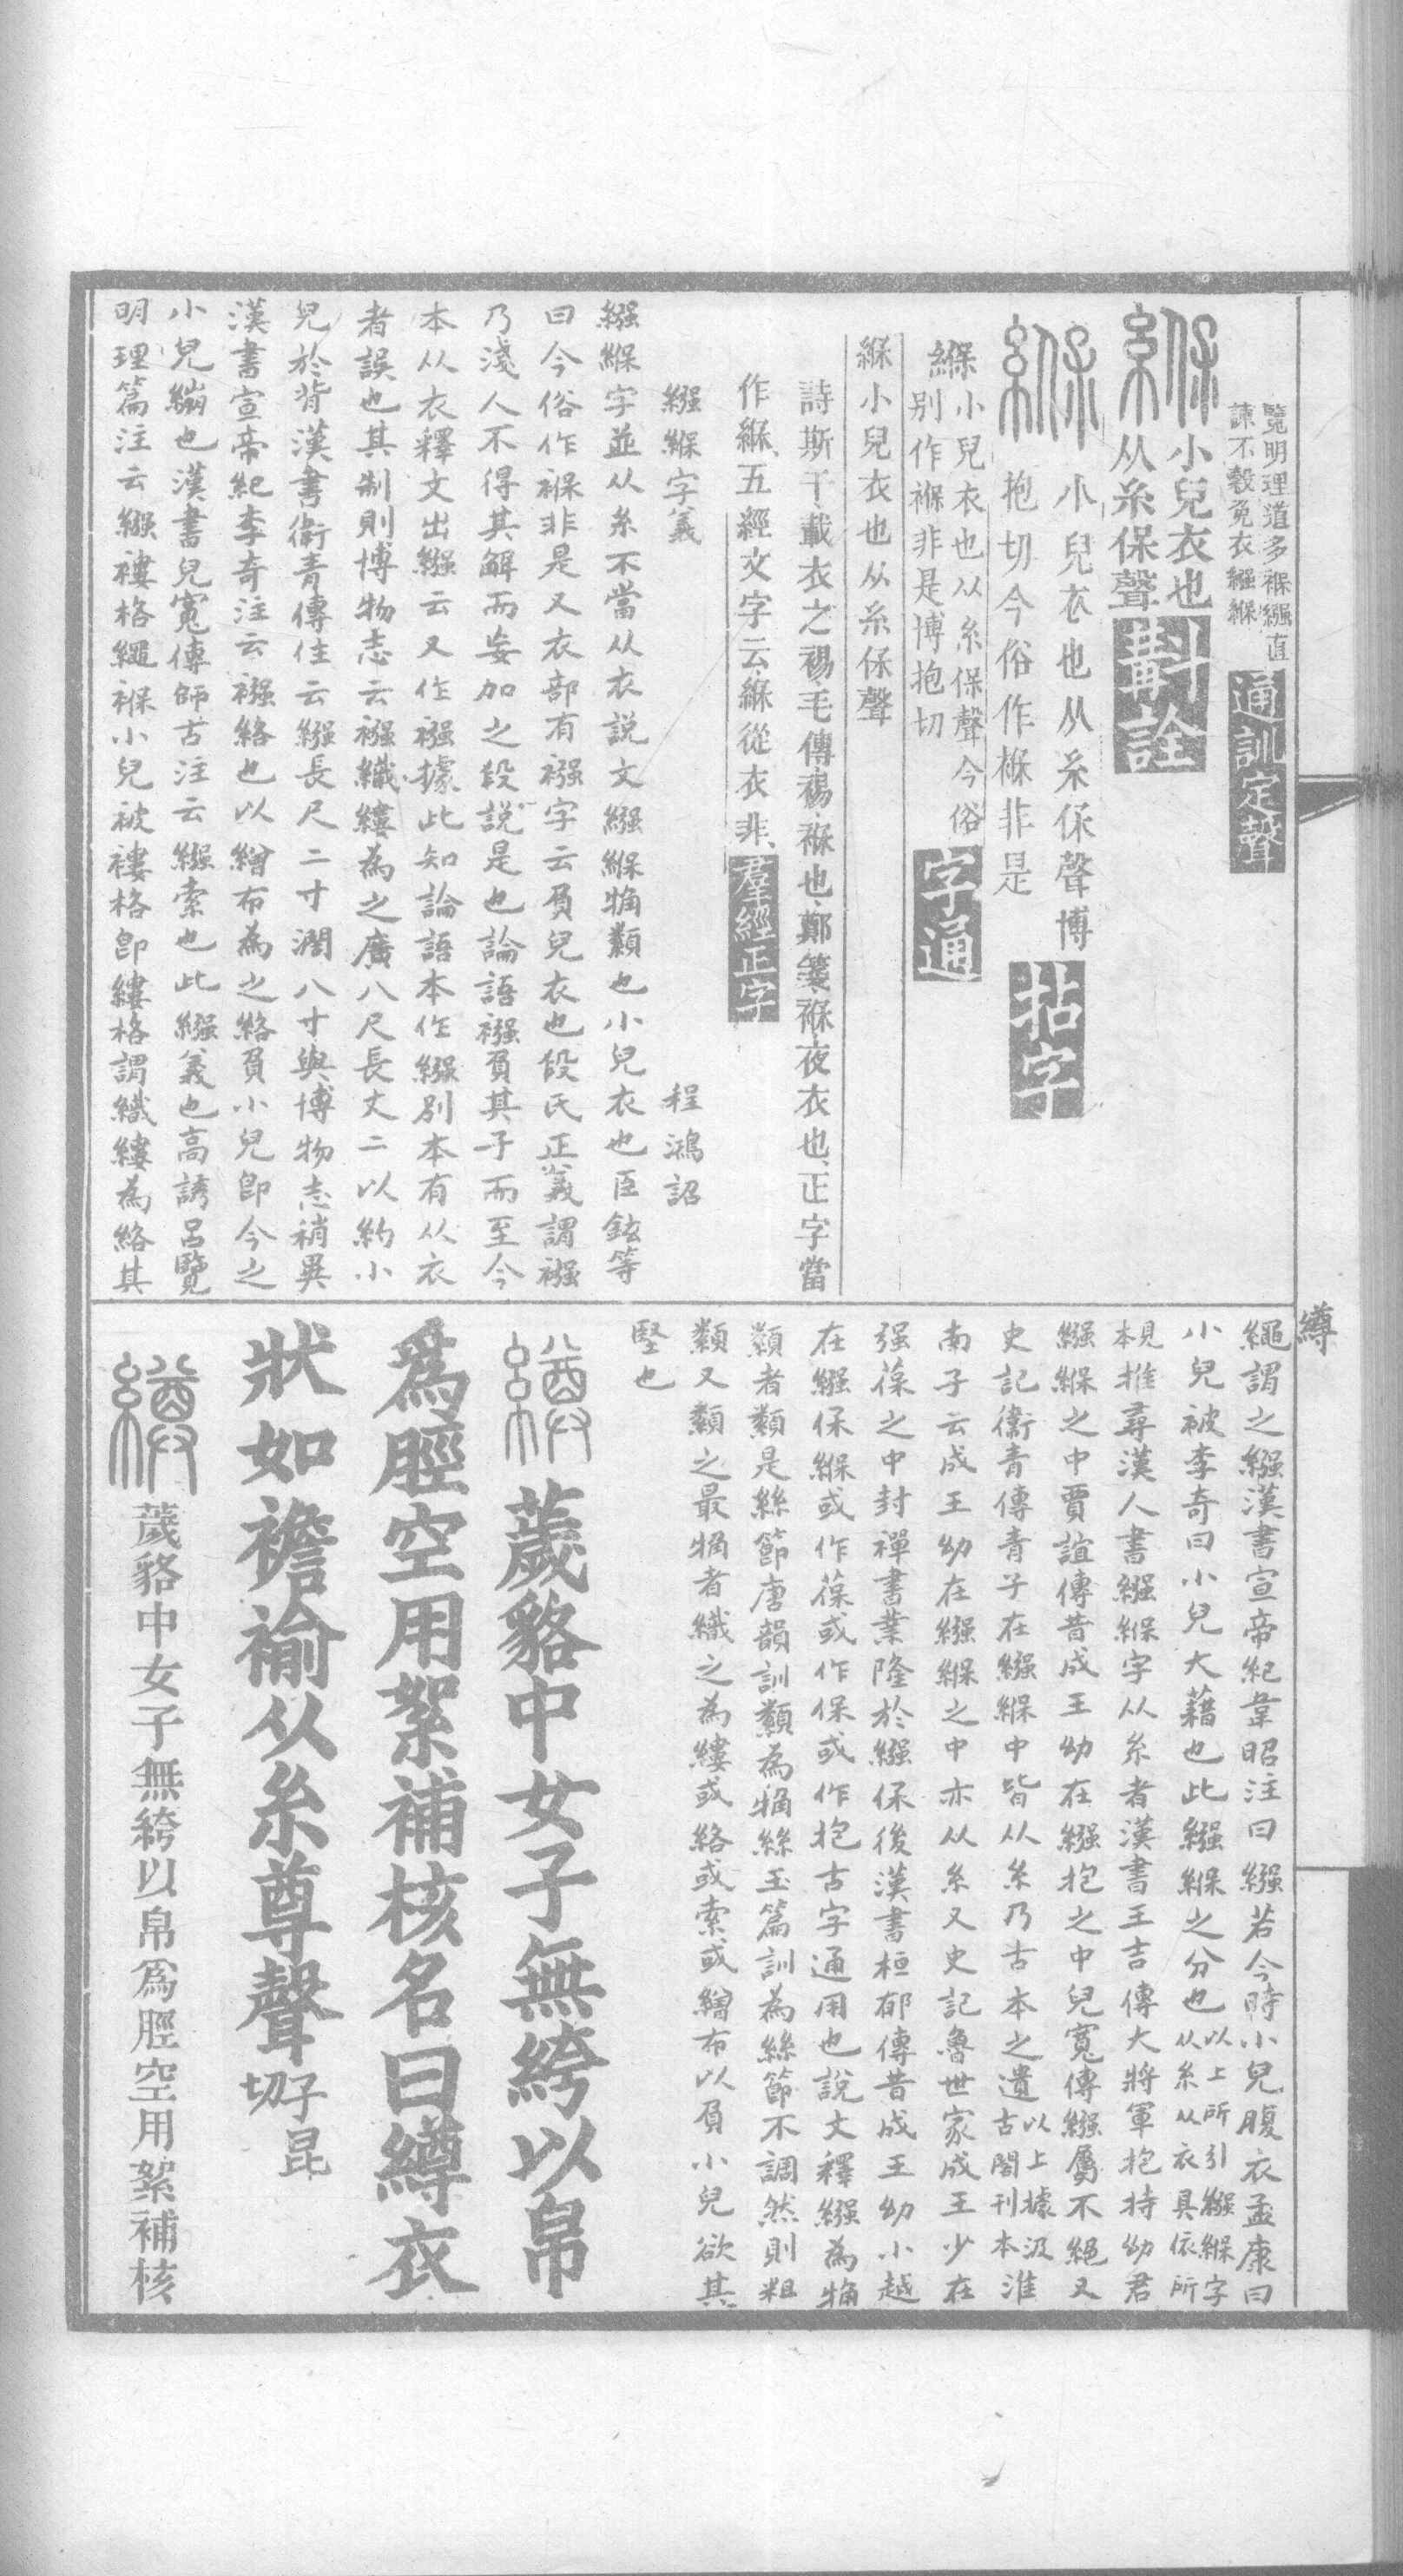 覽明理道多褓繈直
諫不穀免衣繈緥
通訓定聲
小兒衣也
从糸保聲
斠詮
小兒衣也从糸保聲博
抱切今俗作褓非是
拈字
緥
小兒衣也以糸保聲今俗
别作褓非是博抱切
字通
緥小兒衣也从糸保聲
詩斯干載衣之裼毛傳裼褓也鄭箋褓夜衣也正字當
作緥五經文字云緥從衣非
羣經正字
繈緥字義
程鴻詔
繈緥字並从糸不當从衣說文繈緥觕纇也小兒衣也臣鉉等
曰今俗作褓非是又衣部有襁字云負兒衣也段氏正義謂襁
乃淺人不得其解而妄加之段說是也論語襁負其子而至今
本从衣釋文出繈云又作襁據此知論語本作繈别本有从衣
者誤也其制則博物志云襁織縷為之廣八尺長丈二以約小
兒於背漢書衛青傳注云繈長尺二寸濶八寸與博物志稍異
漢書宣帝紀李奇注云襁絡也以繒布為之絡負小兒即今之
小兒繃也漢書兒寬傳師古注云繈索也此繈義也高誘呂覽
明理篇注云繈褸格繩褓小兒被褸格即縷格謂織縷為絡其
縛
繩謂之繈漢書宣帝紀韋昭注曰繈若今時小兒腹衣孟康曰
小兒被李奇曰小兒大藉也此繈緥之分也以上所引繈緥字从糸从衣具依所
本見推尋漢人書繈緥字从糸者漢書王吉傳大將軍抱持幼君
繈緥之中賈誼傳昔成王幼在繈抱之中兒寬傳繈屬不絕又
史記衛青傳青子在繈緥中皆从糸乃古本之遺以上據汲古閣刊本淮
南子云成王幼在繈緥之中亦从糸又史記魯世家成王少在
强葆之中封禪書業隆於繈保後漢書桓郁傳昔成王幼小越
在繈保緥或作葆或作保或作抱古字通用也說文釋繈為觕
纇者纇是絲節唐韻訓纇為觕絲玉篇訓為絲節不調然則粗
纇又纇之最觕者織之為縷或絡或索或繒布以負小兒欲其
堅也
薉貉中女子無絝以帛
爲脛空用絮補核名曰繜衣
狀如襜褕从糸尊聲子昆切
薉貉中女子無絝以帛爲脛空用絮補核